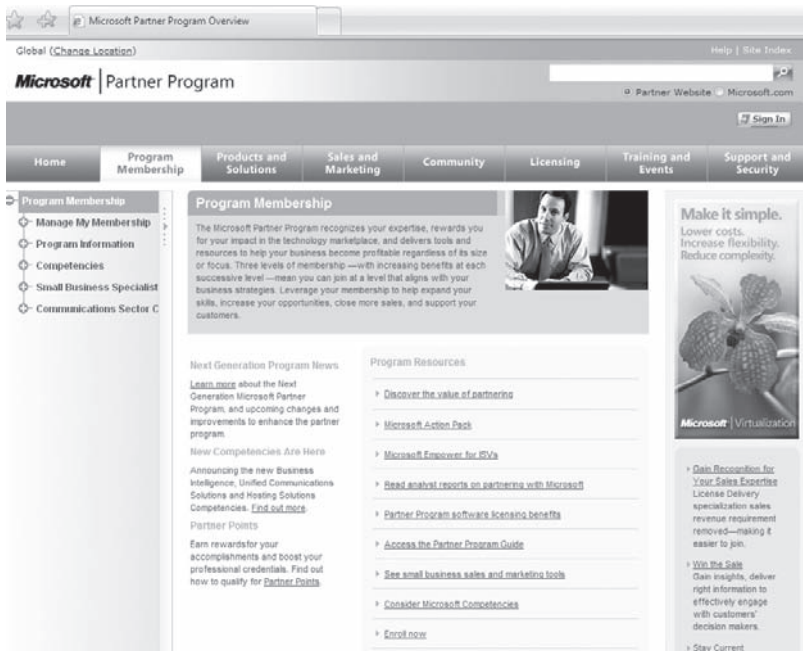 Microsoft Partner Program Overview
Global (Change Location)
Help | Site Index
Microsoft | Partner Program
Partner Website Microsoft.com
Sign In
Home
Program Membership
Products and Solutions
Sales and Marketing
Community
Licensing
Training and Events
Support and Security
Program Membership
Manage My Membership
Program Information
Competencies
Small Business Specialist
Communications Sector C
Program Membership
The Microsoft Partner Program recognizes your expertise, rewards you
for your impact in the technology marketplace, and delivers tools and
resources to help your business become profitable regardless of its size
or focus. Three levels of membership —with increasing benefits at each
successive level —mean you can join at a level that aligns with your
business strategies. Leverage your membership to help expand your
skills, increase your opportunities, close more sales, and support your
customers.
Next Generation Program News
Learn more about the Next
Generation Microsoft Partner
Program, and upcoming changes and
improvements to enhance the partner
program.
New Competencies Are Here
Announcing the new Business
Intelligence, Unified Communications
Solutions and Hosting Solutions
Competencies. Find out more.
Partner Points
Earn rewardsfor your
accomplishments and boost your
professional credentials. Find out
how to qualify for Partner Points.
Program Resources
Discover the value of partnering
Microsoft Action Pack
Microsoft Empower for ISVs
Read analyst reports on partnering with Microsoft
Partner Program software licensing benefits
Access the Partner Program Guide
See small business sales and marketing tools
Consider Microsoft Competencies
Enroll now
Make it simple.
Lower costs.
Increase flexibility.
Reduce complexity.
Microsoft | Virtualization
Gain Recognition for
Your Sales Expertise
License Delivery
specialization sales
revenue requirement
removed—making it
easier to join.
Win the Sale
Gain insights, deliver
right information to
effectively engage
with customers'
decision makers.
Stay Current